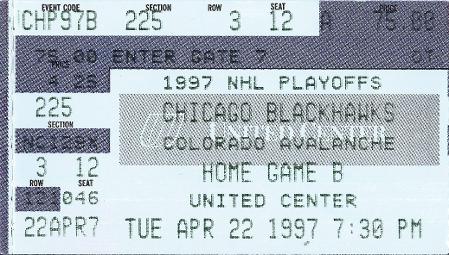 EVENT CODE SECTION SEAT PRICE
CHP97B 225 3 12 A 75.00
75.00 ENTER GATE 7
PRICE
1997 NHL PLAYOFFS
225
CHICAGO BLACKHAWKS
SECTION
UNITED CENTER
COLORADO AVALANCHE
3 12
HOME GAME B
ROW SEAT
046
UNITED CENTER
22APR7 TUE APR 22 1997 7:30 PM